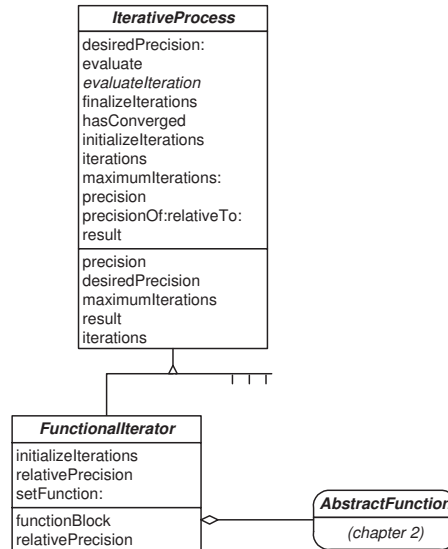 IterativeProcess
desiredPrecision:
evaluate
evaluateIteration
finalizeIterations
hasConverged
initializeIterations
iterations
maximumIterations:
precision
precisionOf:relativeTo:
result
precision
desiredPrecision
maximumIterations
result
iterations
FunctionalIterator
initializeIterations
relativePrecision
setFunction:
functionBlock
relativePrecision
AbstractFunction
(chapter 2)